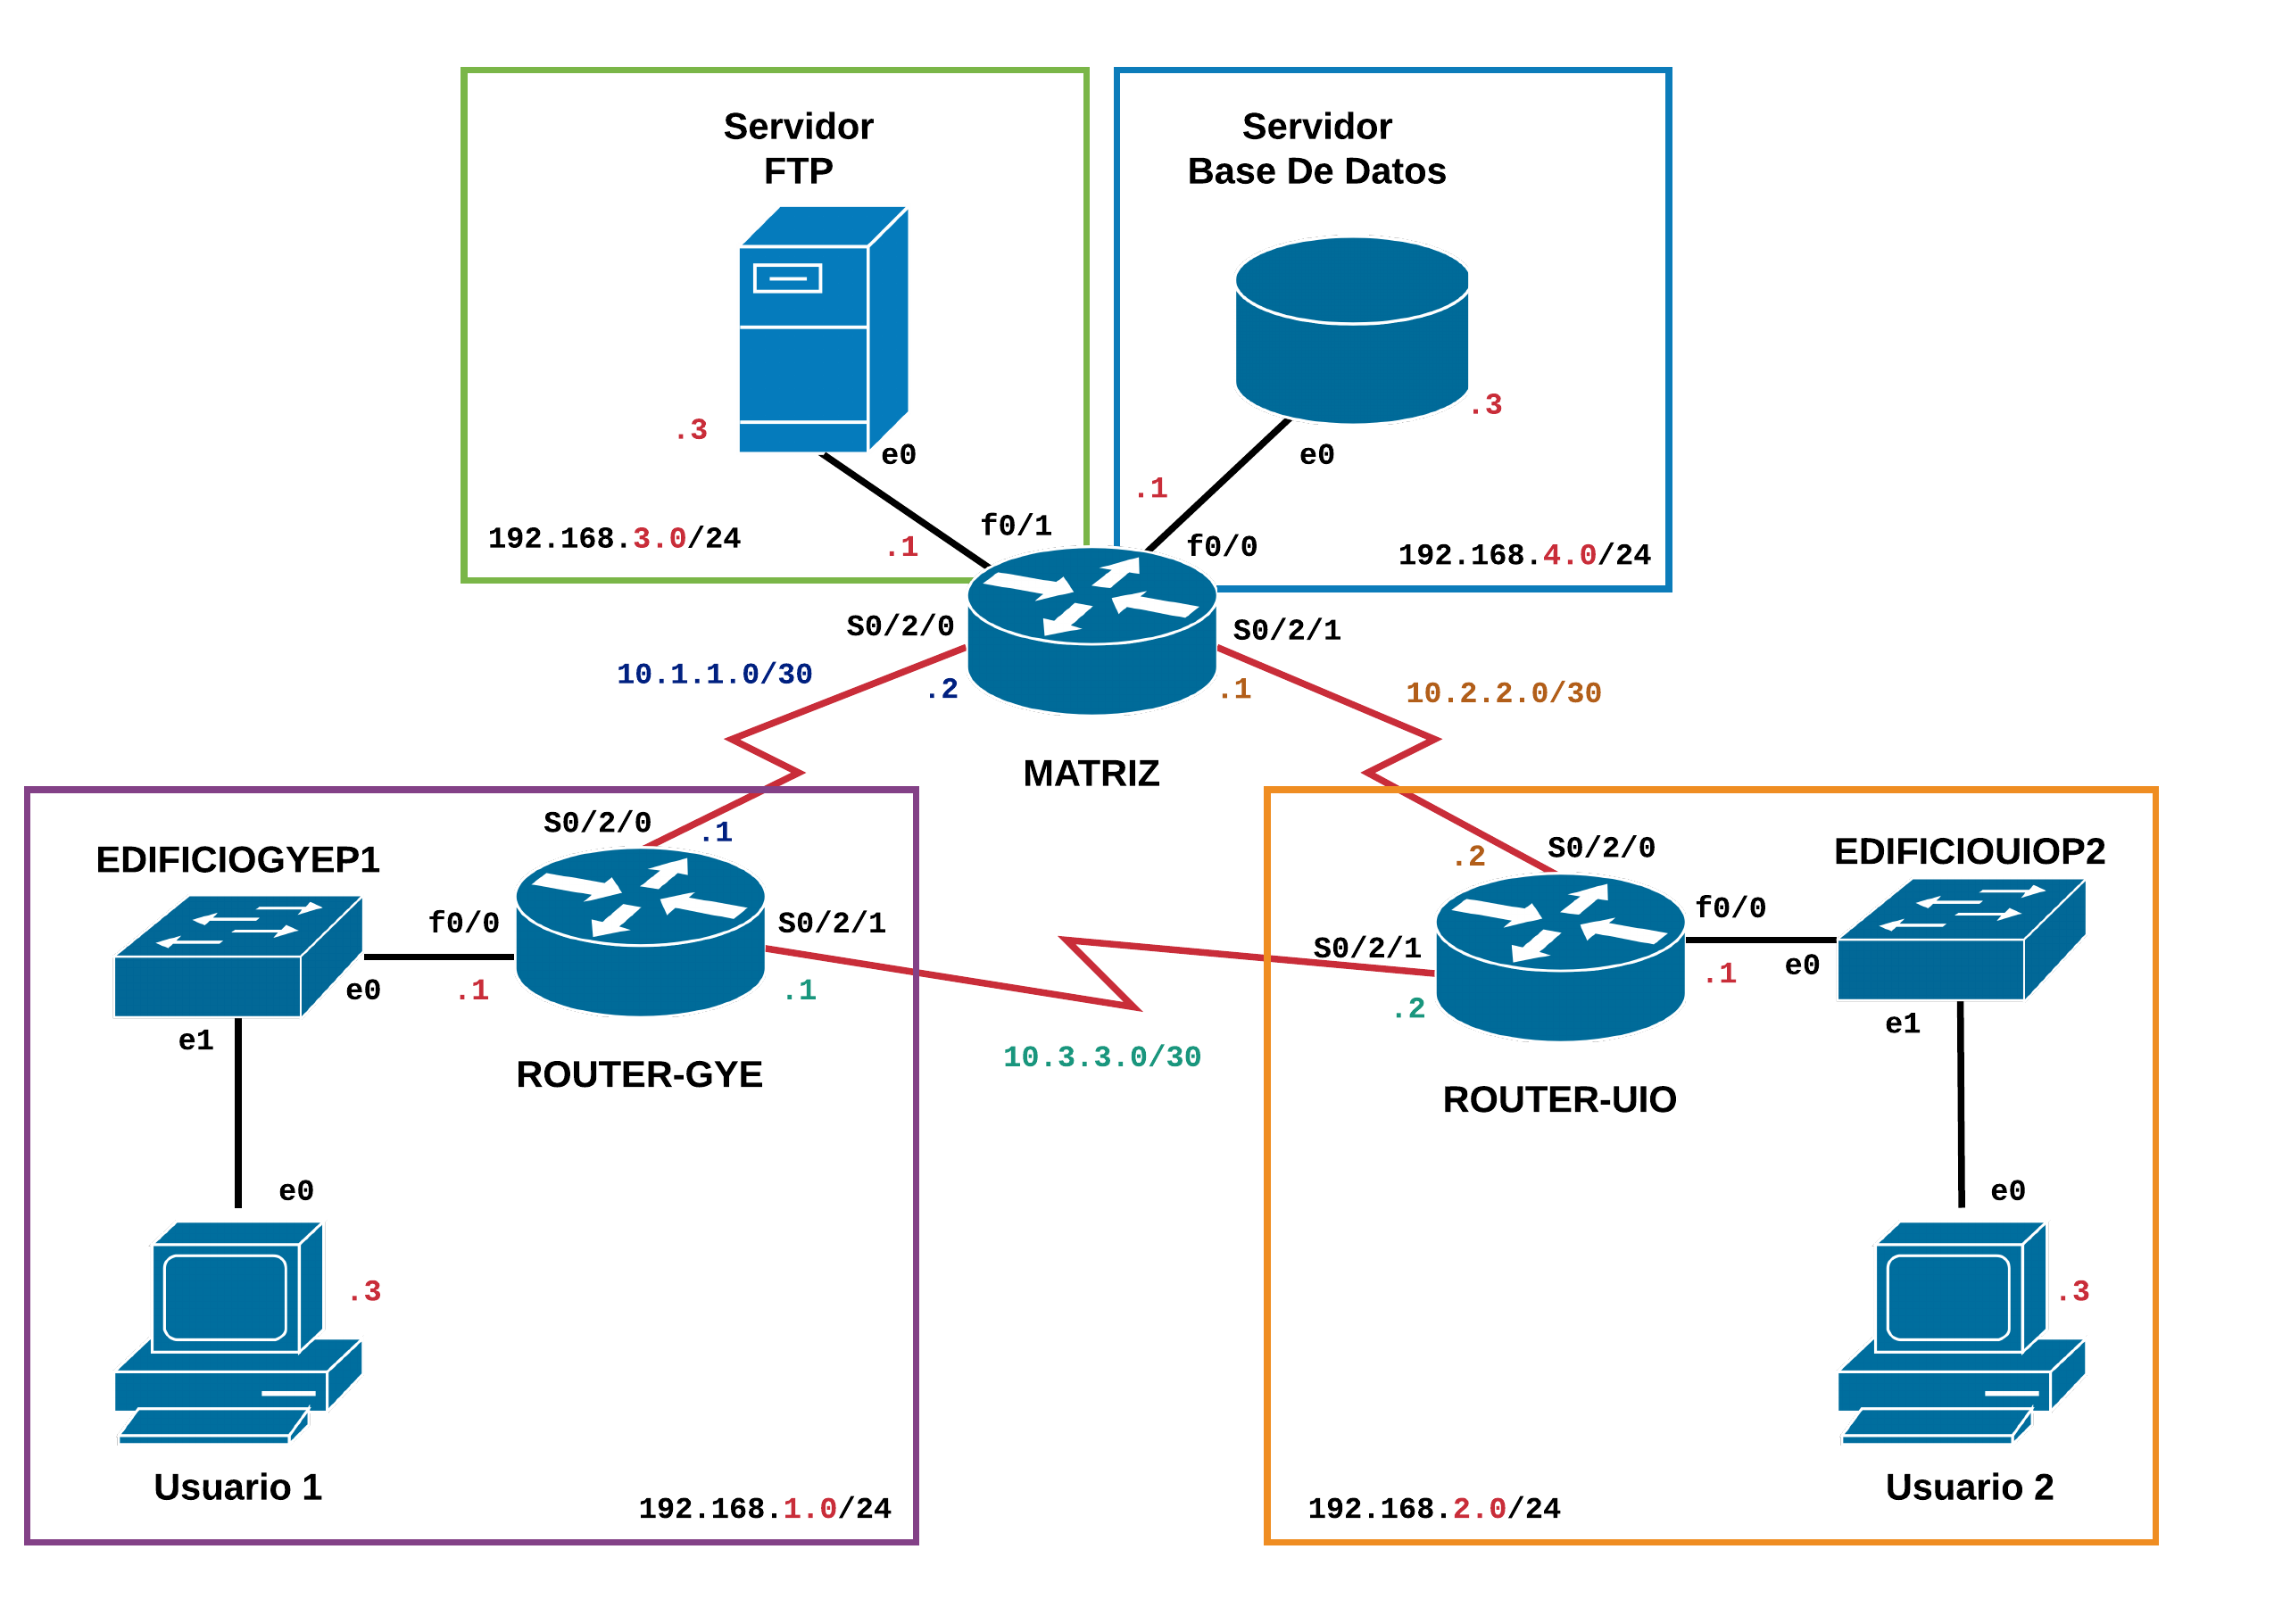 Servidor
FTP
Servidor
Base De Datos
.3
e0
.3
e0
.1
f0/1
192.168.3.0/24
.1
f0/0
192.168.4.0/24
S0/2/0
S0/2/1
10.1.1.0/30
.2
.1
10.2.2.0/30
MATRIZ
S0/2/0
.1
EDIFICIOGYEP1
f0/0
S0/2/1
e0
.1
.1
e1
ROUTER-GYE
10.3.3.0/30
.2
S0/2/0
EDIFICIOUIOP2
f0/0
S0/2/1
e0
.1
.2
e1
ROUTER-UIO
e0
.3
Usuario 1
192.168.1.0/24
e0
.3
Usuario 2
192.168.2.0/24